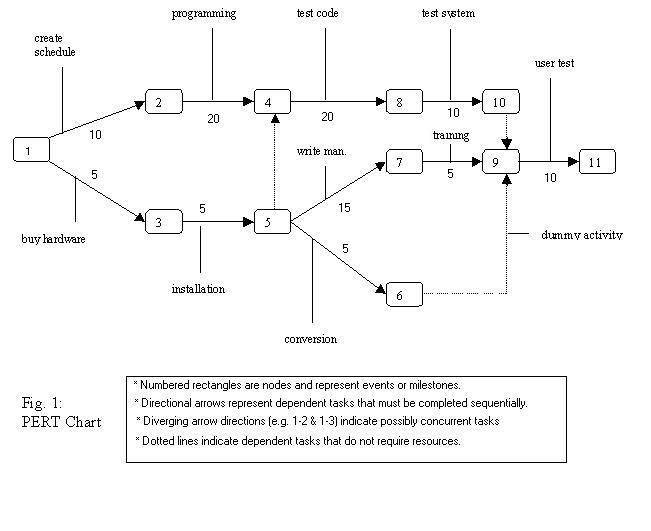 programming
test code
test system
create
schedule
user test
2
4
8
10
20
20
10
10
training
1
write man.
7
9
11
5
5
10
3
5
5
15
5
buy hardware
dummy activity
installation
6
conversion
Fig. 1:
PERT Chart
* Numbered rectangles are nodes and represent events or milestones.
* Directional arrows represent dependent tasks that must be completed sequentially.
* Diverging arrow directions (e.g. 1-2 & 1-3) indicate possibly concurrent tasks
* Dotted lines indicate dependent tasks that do not require resources.